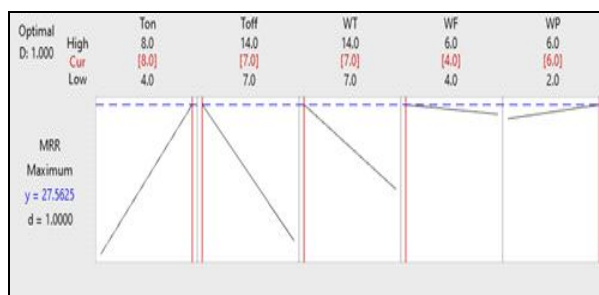 Optimal
D: 1.000
High
Cur
Low
Ton
8.0
[8.0]
4.0
Toff
14.0
[7.0]
7.0
WT
14.0
[7.0]
7.0
WF
6.0
[4.0]
4.0
WP
6.0
[6.0]
2.0
MRR
Maximum
y = 27.5625
d = 1.0000